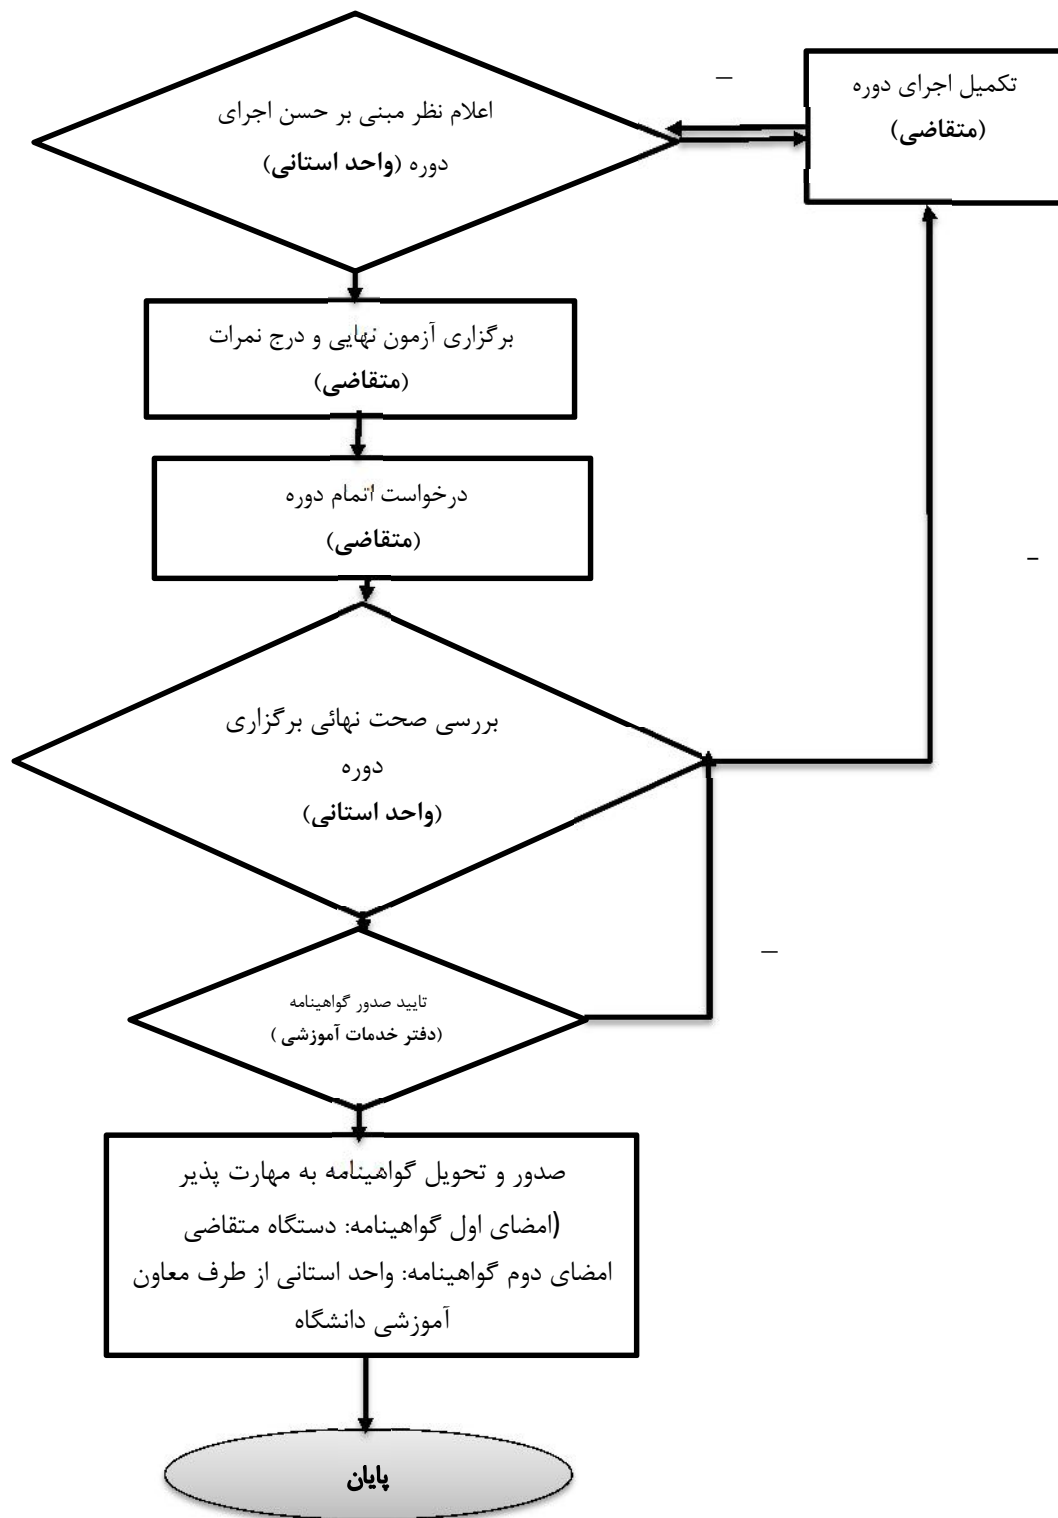 اعلام نظر مبنی بر حسن اجرای
دوره (واحد استانی)
–
تکمیل اجرای دوره
(متقاضی)
برگزاری آزمون نهایی و درج نمرات
(متقاضی)
درخواست اتمام دوره
(متقاضی)
-
بررسی صحت نهائی برگزاری
دوره
(واحد استانی)
–
تایید صدور گواهینامه
(دفتر خدمات آموزشی )
صدور و تحویل گواهینامه به مهارت پذیر
(امضای اول گواهینامه: دستگاه متقاضی
امضای دوم گواهینامه: واحد استانی از طرف معاون
آموزشی دانشگاه
پایان